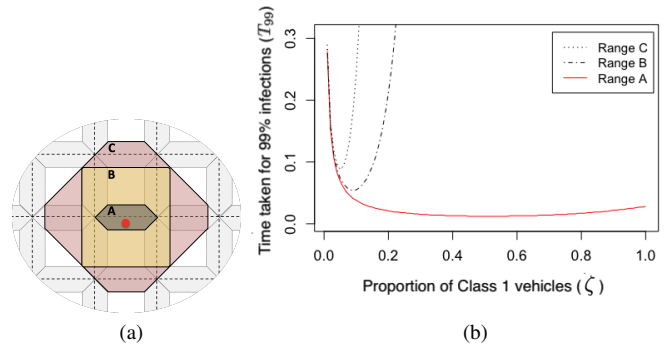 C
B
A
(a)
Time taken for 99% infections (T99)
0.3
0.2
0.1
0.0
Range C
Range B
Range A
0.0 0.2 0.4 0.6 0.8 1.0
Proportion of Class 1 vehicles (ζ)
(b)